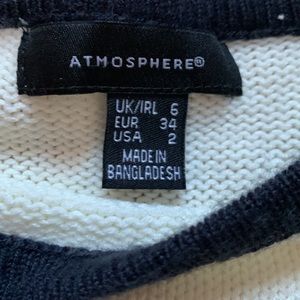 ATMOSPHERE®
UK/IRL 6
EUR 34
USA 2
MADE IN
BANGLADESH